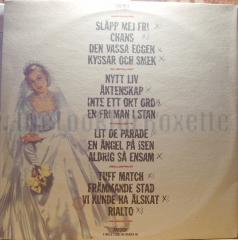 SLÄPP MEJ FRI
CHANS
DEN VASSA EGGEN
KYSSAR OCH SMEK
NYTT LIV
ÄKTENSKAP
INTE ETT OKT GRÖ
EN FRI MAN I STAN
LIT DE PARADE
EN ÄNGEL PÅ ISEN
ALDRIG SÅ ENSAM
TUFF MATCH
FRÄMMANDE STAD
VI KUNDE HA ÄLSKAT
RIALTO